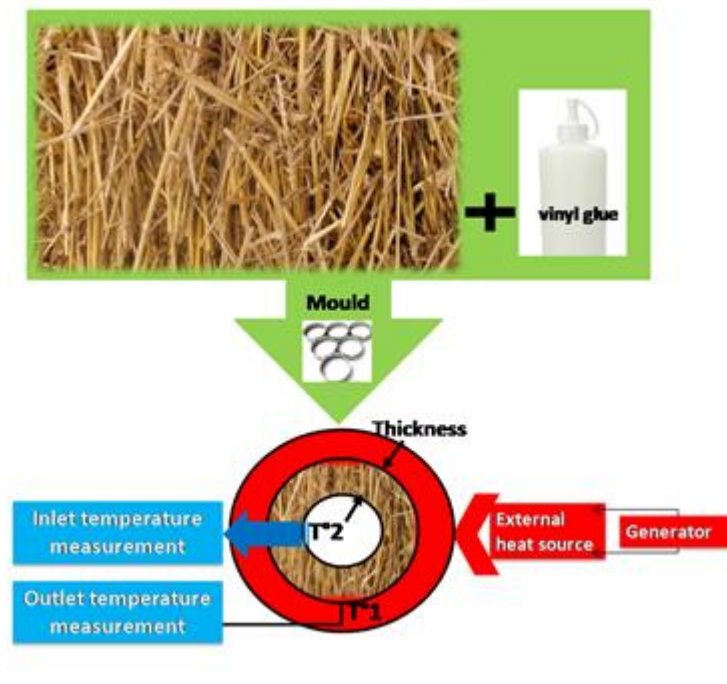 vinyl glue
Mould
Thickness
Inlet temperature
measurement
T°2
External
heat source
Generator
Outlet temperature
measurement
T°1